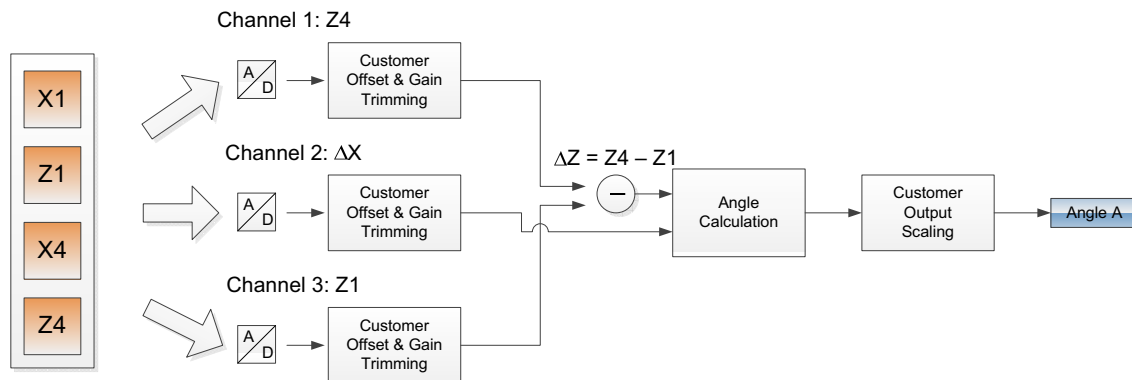 X1
Z1
X4
Z4
Channel 1: Z4
A
D
Customer
Offset & Gain
Trimming
Channel 2: ΔX
A
D
Customer
Offset & Gain
Trimming
Channel 3: Z1
A
D
Customer
Offset & Gain
Trimming
ΔZ = Z4 – Z1
–
Angle
Calculation
Customer
Output
Scaling
Angle A